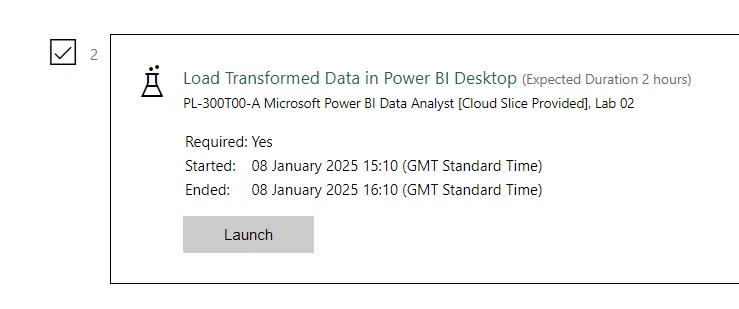 2
Load Transformed Data in Power BI Desktop (Expected Duration 2 hours)
PL-300T00-A Microsoft Power BI Data Analyst [Cloud Slice Provided], Lab 02
Required: Yes
Started: 08 January 2025 15:10 (GMT Standard Time)
Ended: 08 January 2025 16:10 (GMT Standard Time)
Launch